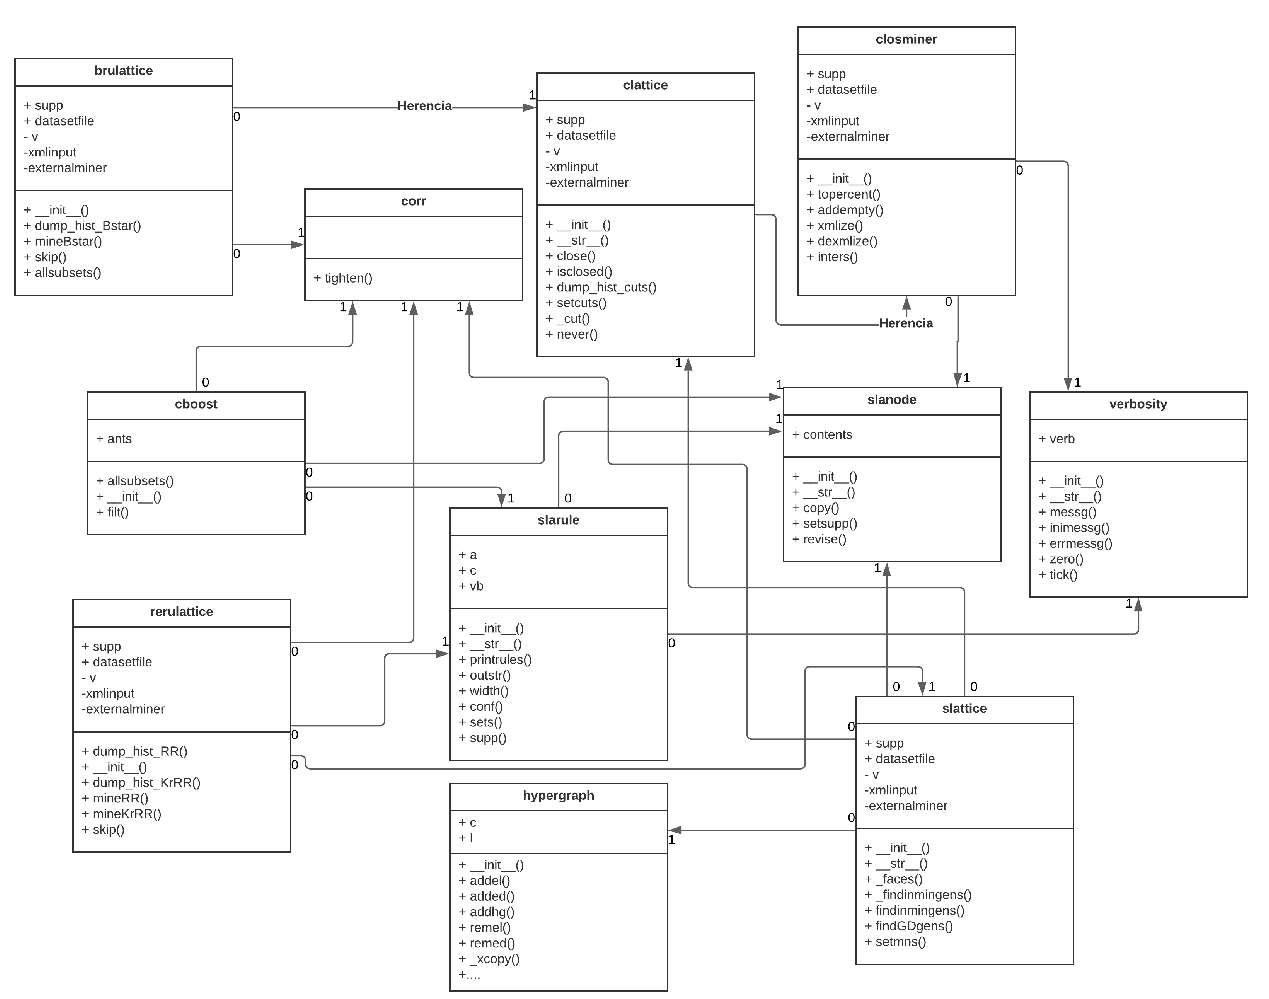 brulattice
+ supp
+ datasetfile
- v
-xmlinput
-externalminer
+ __init__()
+ dump_hist_Bstar()
+ mineBstar()
+ skip()
+ allsubsets()
0
Herencia
1
0
1
clattice
+ supp
+ datasetfile
- v
-xmlinput
-externalminer
+ __init__()
+ __str__()
+ close()
+ isclosed()
+ dump_hist_cuts()
+ setcuts()
+ _cut()
+ never()
1
Herencia
closminer
+ supp
+ datasetfile
- v
-xmlinput
-externalminer
+ __init__()
+ topercent()
+ addempty()
+ xmlize()
+ dexmlize()
+ inters()
0
0
1
1
corr
+ tighten()
1
1
1
0
cboost
+ ants
+ allsubsets()
+ __init__()
+ filt()
0
0
1
1
1
0
slanode
+ contents
+ __init__()
+ __str__()
+ copy()
+ setsupp()
+ revise()
1
verbosity
+ verb
+ __init__()
+ __str__()
+ messg()
+ inimessg()
+ errmessg()
+ zero()
+ tick()
1
slarule
+ a
+ c
+ vb
+ __init__()
+ __str__()
+ printrules()
+ outstr()
+ width()
+ conf()
+ sets()
+ supp()
1
0
rerulattice
+ supp
+ datasetfile
- v
-xmlinput
-externalminer
+ dump_hist_RR()
+ __init__()
+ dump_hist_KrRR()
+ mineRR()
+ mineKrRR()
+ skip()
0
0
0
hypergraph
+ c
+ l
+ __init__()
+ addel()
+ added()
+ addhg()
+ remel()
+ remed()
+ _xcopy()
+....
1
0
1
0
0
0
slattice
+ supp
+ datasetfile
- v
-xmlinput
-externalminer
+ __init__()
+ __str__()
+ _faces()
+ _findinmingens()
+ findinmingens()
+ findGDgens()
+ setmns()